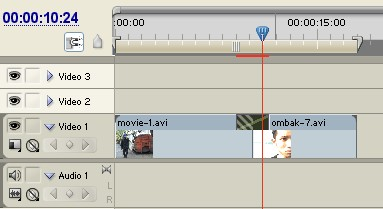 00:00:10:24
:00:00
00:00:15:00
Video 3
Video 2
Video 1
movie-1.avi
ombak-7.avi
Audio 1
L
R